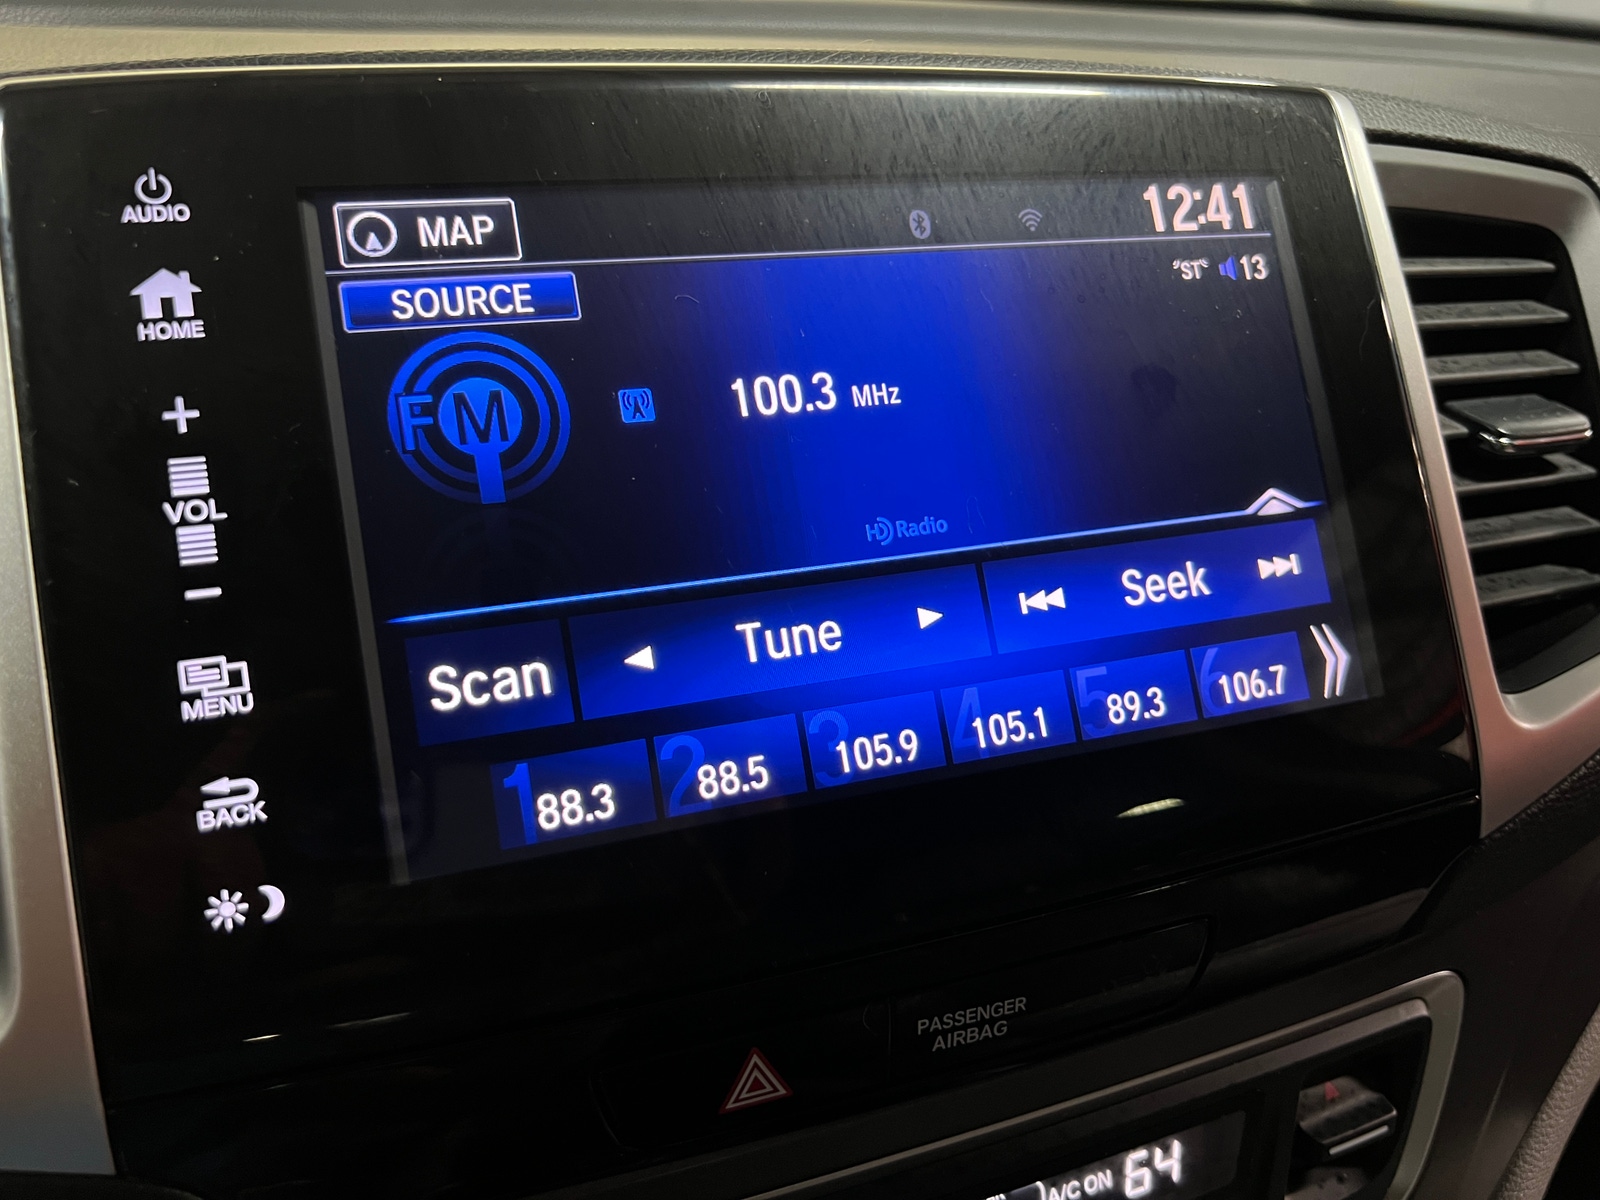 AUDIO
HOME
+
VOL
−
MENU
BACK
MAP
12:41
SOURCE
"ST" 13
FM
100.3 MHz
HD Radio
Scan
Tune
Seek
1 88.3
2 88.5
3 105.9
4 105.1
5 89.3
6 106.7
PASSENGER
AIRBAG
A/C ON 64